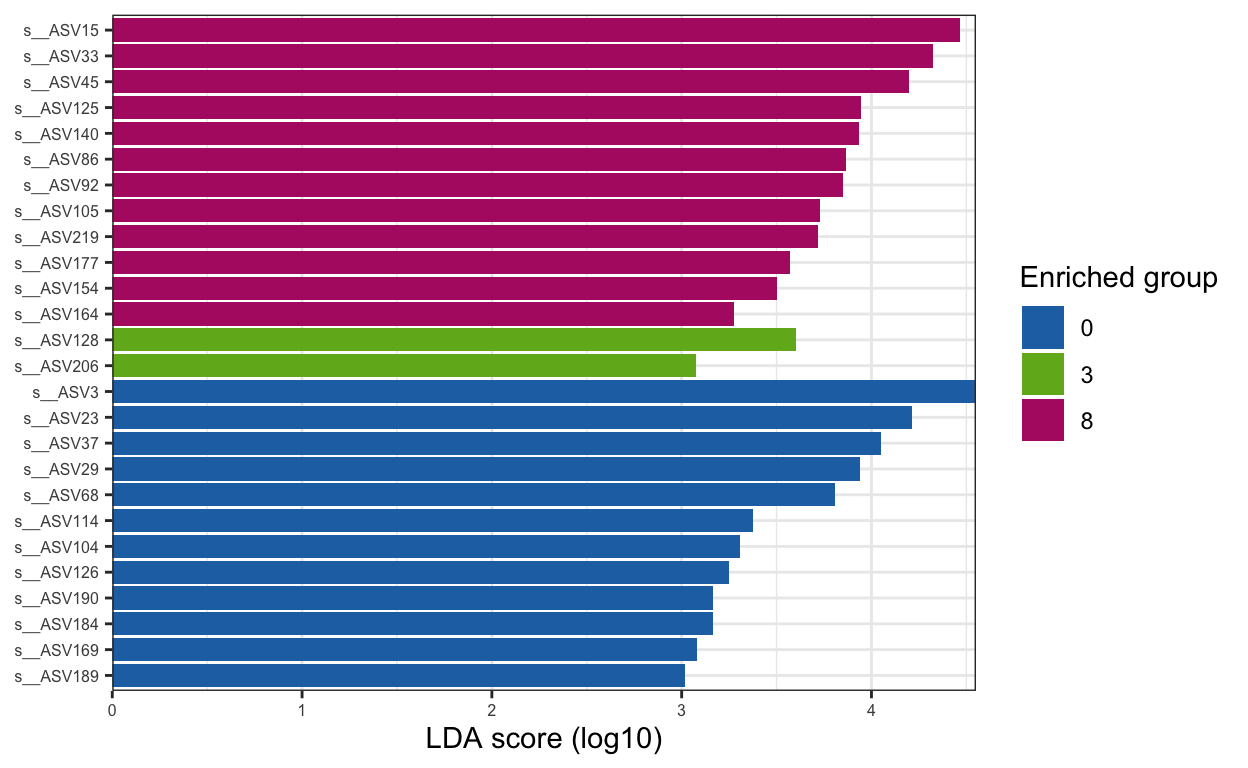 s__ASV15
s__ASV33
s__ASV45
s__ASV125
s__ASV140
s__ASV86
s__ASV92
s__ASV105
s__ASV219
s__ASV177
s__ASV154
s__ASV164
s__ASV128
s__ASV206
s__ASV3
s__ASV23
s__ASV37
s__ASV29
s__ASV68
s__ASV114
s__ASV104
s__ASV126
s__ASV190
s__ASV184
s__ASV169
s__ASV189
0 1 2 3 4
LDA score (log10)
Enriched group
0
3
8